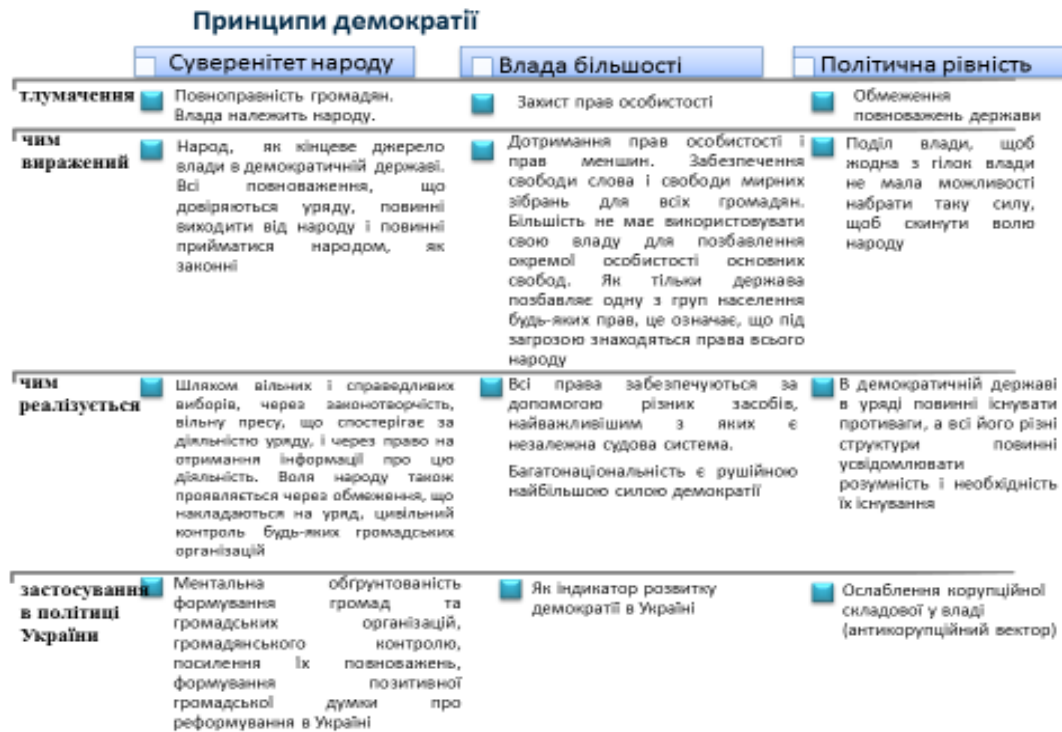 Принципи демократії
Суверенітет народу
Влада більшості
Політична рівність
тлумачення
Повноправність громадян.
Влада належить народу.
Захист прав особистості
Обмеження
повноважень держави
чим
виражений
Народ, як кінцеве джерело
влади в демократичній державі.
Всі повноваження, що
довіряються уряду, повинні
виходити від народу і повинні
прийматися народом, як
законні
Дотримання прав особистості і
прав меншин. Забезпечення
свободи слова і свободи мирних
зібрань для всіх громадян.
Більшість не має використовувати
свою владу для позбавлення
окремої особистості основних
свобод. Як тільки держава
позбавляє одну з груп населення
будь-яких прав, це означає, що під
загрозою знаходяться права всього
народу
Поділ влади, щоб
жодна з гілок влади
не мала можливості
набрати таку силу,
щоб скинути волю
народу
чим
реалізується
Шляхом вільних і справедливих
виборів, через законотворчість,
вільну пресу, що спостерігає за
діяльністю уряду, і через право на
отримання інформації про цю
діяльність. Воля народу також
проявляється через обмеження, що
накладаються на уряд, цивільний
контроль будь-яких громадських
організацій
Всі права забезпечуються за
допомогою різних засобів,
найважливішим з яких є
незалежна судова система.
Багатонаціональність є рушійною
найбільшою силою демократії
В демократичній державі
в уряді повинні існувати
противаги, а всі його різні
структури повинні
усвідомлювати
розумність і необхідність
їх існування
застосування
в політиці
України
Ментальна обґрунтованість
формування громад та
громадських організацій,
громадянського контролю,
посилення їх повноважень,
формування позитивної
громадської думки про
реформування в Україні
Як індикатор розвитку
демократії в Україні
Ослаблення корупційної
складової у владі
(антикорупційний вектор)